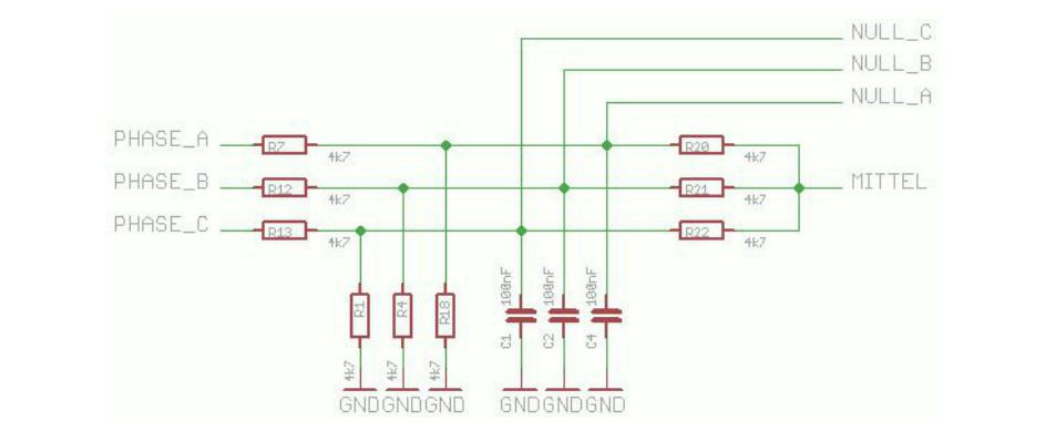 NULL_C
NULL_B
NULL_A
PHASE_A R7 4k7 R20 4k7
PHASE_B R12 4k7 R21 4k7 MITTEL
PHASE_C R13 4k7 R22 4k7
R1 R4 R18 100nF 100nF 100nF
4k7 4k7 4k7 C1 C2 C4
GND GND GND GND GND GND